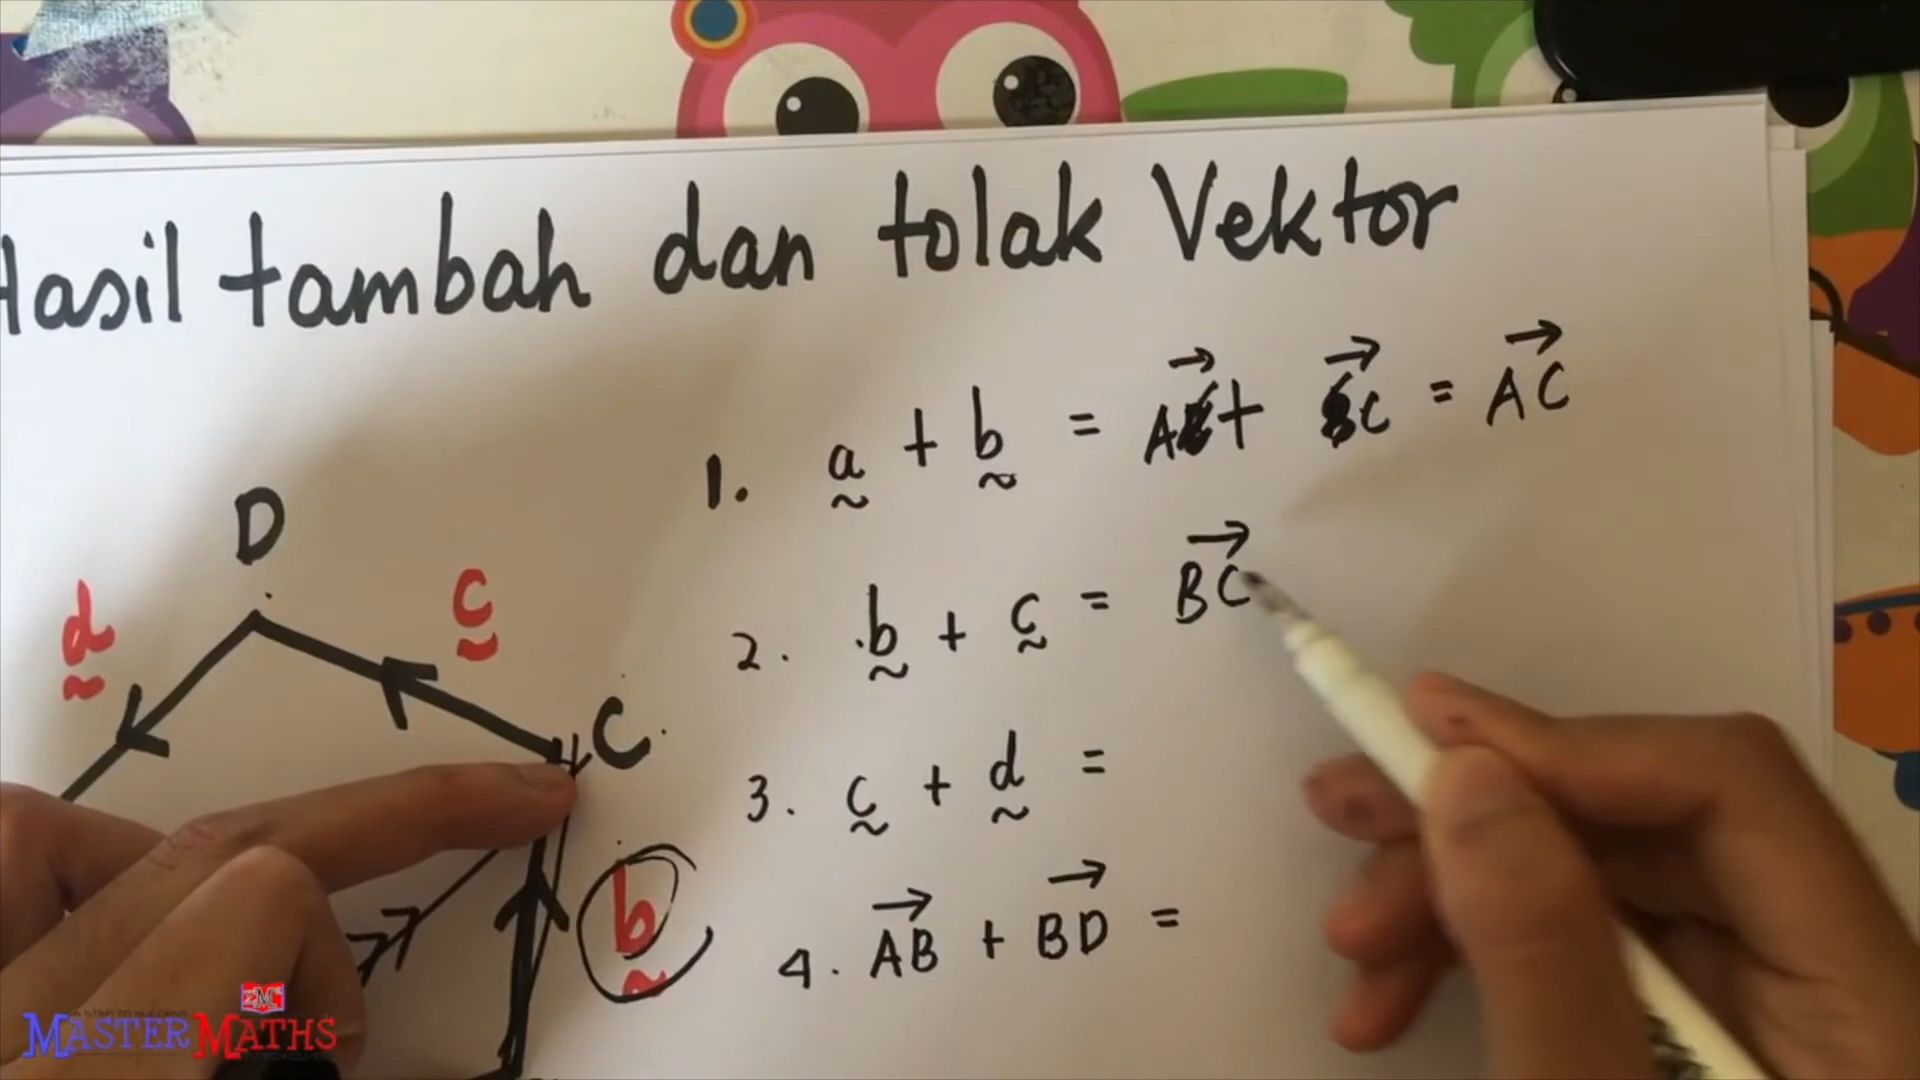 Hasil tambah dan tolak Vektor
1. a + b = AB + BC = AC
2. b + c = BC
3. c + d =
4. AB + BD =
D
d
c
C
b
MASTER MATHS